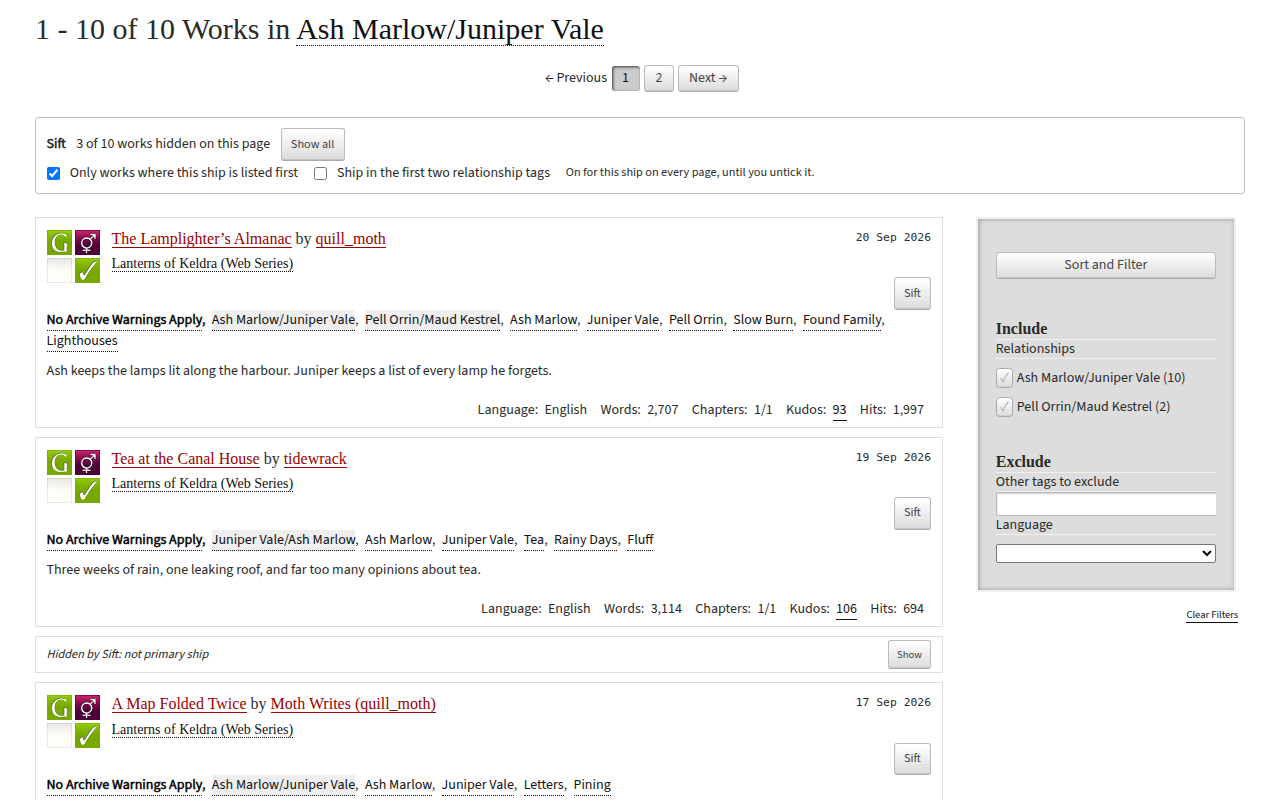 1 - 10 of 10 Works in Ash Marlow/Juniper Vale
← Previous 1 2 Next →
Sift 3 of 10 works hidden on this page Show all
Only works where this ship is listed first Ship in the first two relationship tags On for this ship on every page, until you untick it.
G The Lamplighter’s Almanac by quill_moth 20 Sep 2026
Lanterns of Keldra (Web Series)
Sift
No Archive Warnings Apply, Ash Marlow/Juniper Vale, Pell Orrin/Maud Kestrel, Ash Marlow, Juniper Vale, Pell Orrin, Slow Burn, Found Family,
Lighthouses
Ash keeps the lamps lit along the harbour. Juniper keeps a list of every lamp he forgets.
Language: English Words: 2,707 Chapters: 1/1 Kudos: 93 Hits: 1,997
G Tea at the Canal House by tidewrack 19 Sep 2026
Lanterns of Keldra (Web Series)
Sift
No Archive Warnings Apply, Juniper Vale/Ash Marlow, Ash Marlow, Juniper Vale, Tea, Rainy Days, Fluff
Three weeks of rain, one leaking roof, and far too many opinions about tea.
Language: English Words: 3,114 Chapters: 1/1 Kudos: 106 Hits: 694
Hidden by Sift: not primary ship Show
G A Map Folded Twice by Moth Writes (quill_moth) 17 Sep 2026
Lanterns of Keldra (Web Series)
Sift
No Archive Warnings Apply, Ash Marlow/Juniper Vale, Ash Marlow, Juniper Vale, Letters, Pining
Sort and Filter
Include
Relationships
Ash Marlow/Juniper Vale (10)
Pell Orrin/Maud Kestrel (2)
Exclude
Other tags to exclude
Language
Clear Filters